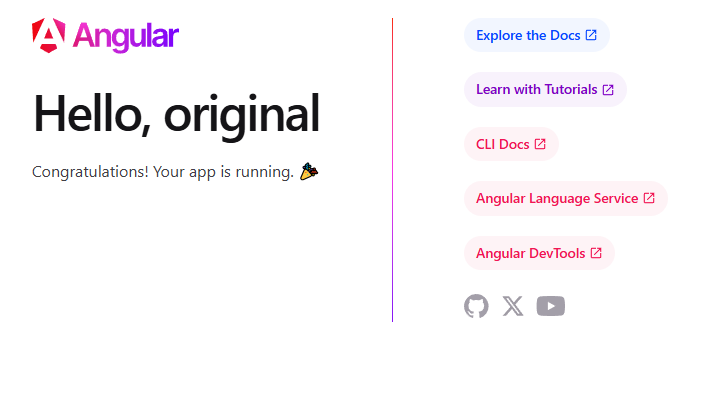 Angular
Hello, original
Congratulations! Your app is running. 🎉
Explore the Docs
Learn with Tutorials
CLI Docs
Angular Language Service
Angular DevTools